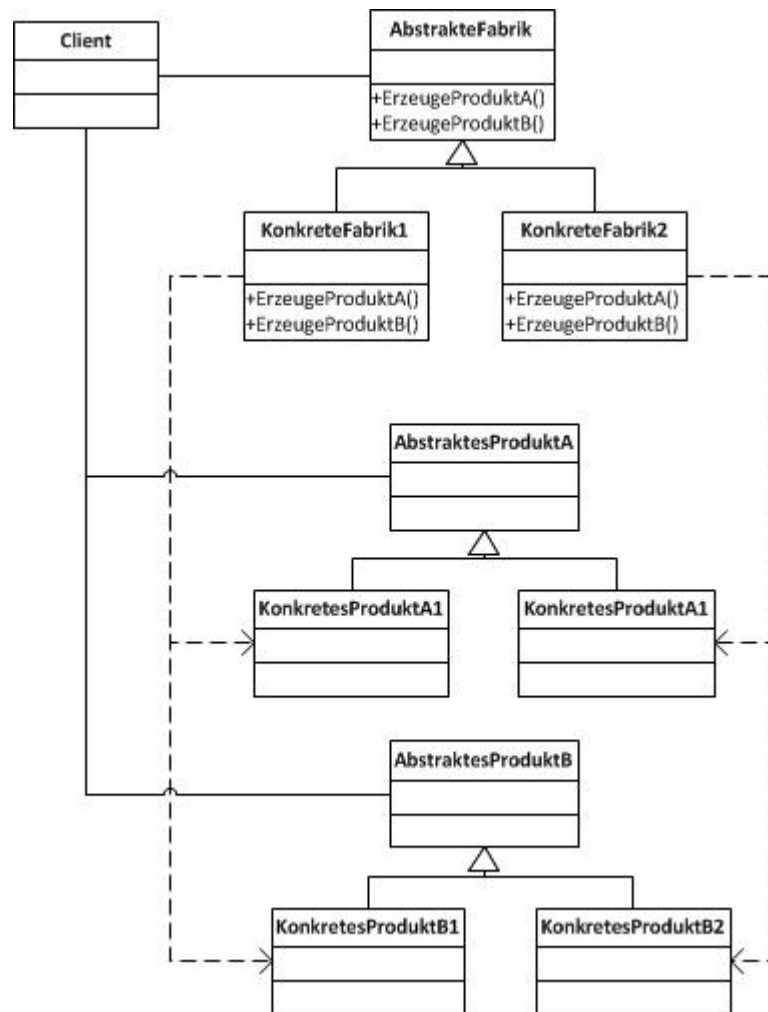 Client
AbstrakteFabrik
+ErzeugeProduktA()
+ErzeugeProduktB()
KonkreteFabrik1
+ErzeugeProduktA()
+ErzeugeProduktB()
KonkreteFabrik2
+ErzeugeProduktA()
+ErzeugeProduktB()
AbstraktesProduktA
KonkretesProduktA1
KonkretesProduktA1
AbstraktesProduktB
KonkretesProduktB1
KonkretesProduktB2